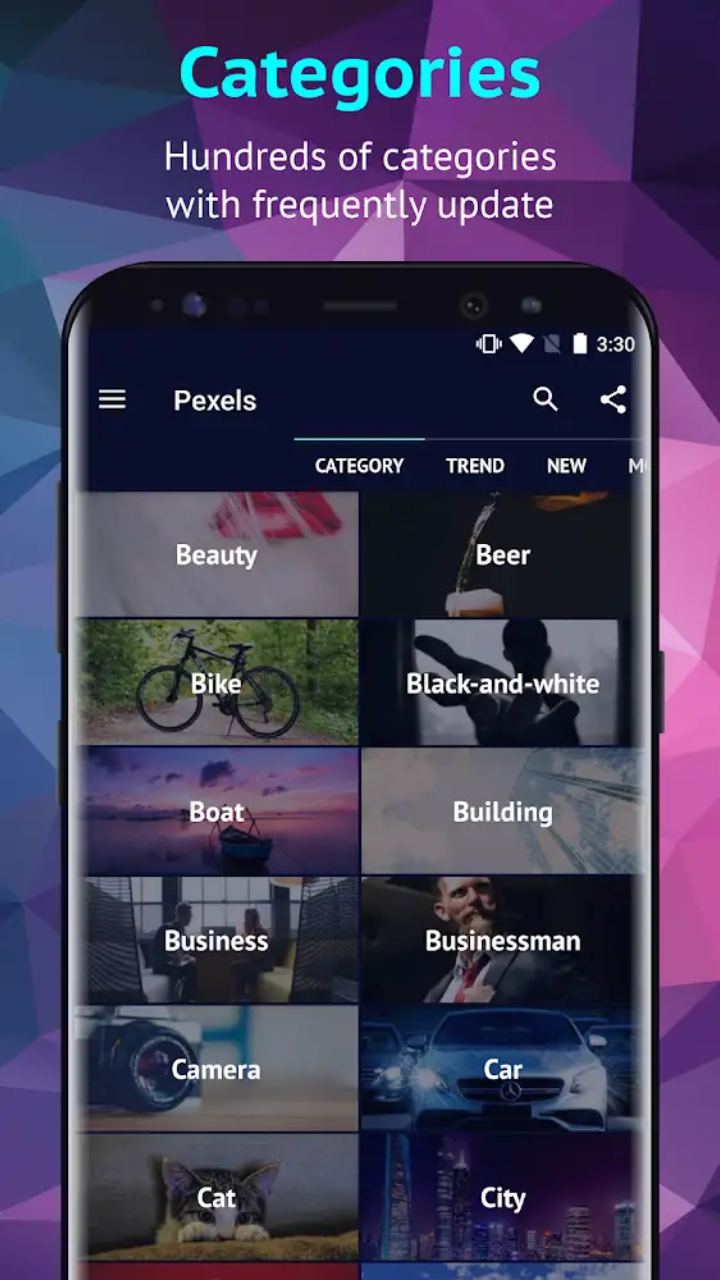 Categories
Hundreds of categories
with frequently update
3:30
Pexels
CATEGORY TREND NEW
Beauty Beer
Bike Black-and-white
Boat Building
Business Businessman
Camera Car
Cat City